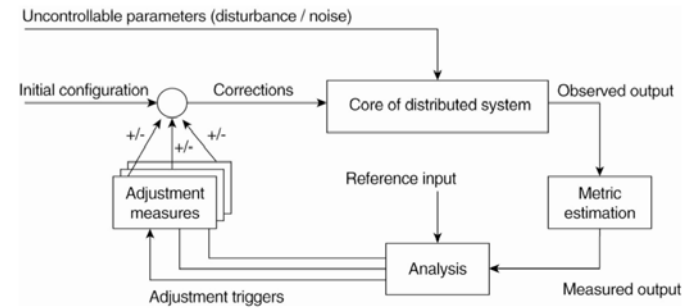 Uncontrollable parameters (disturbance / noise)
Initial configuration
Corrections
Core of distributed system
Observed output
+/-
+/-
+/-
Adjustment
measures
Reference input
Metric
estimation
Analysis
Adjustment triggers
Measured output